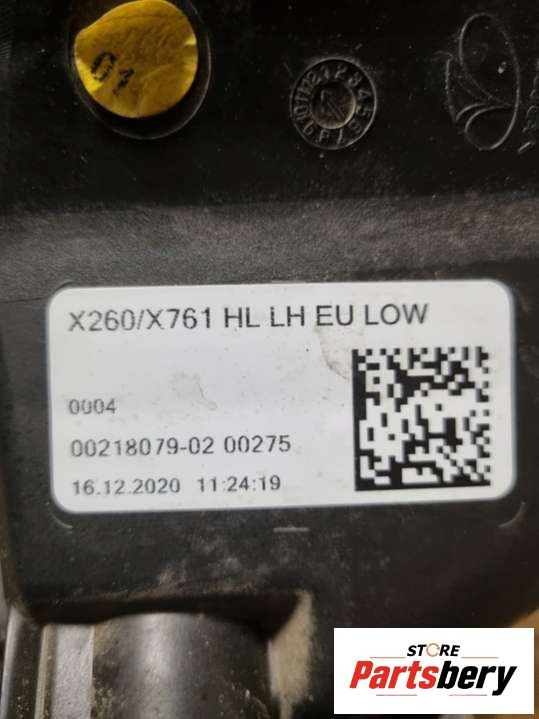 X260/X761 HL LH EU LOW
0004
00218079-02 00275
16.12.2020 11:24:19
STORE
Partsbery